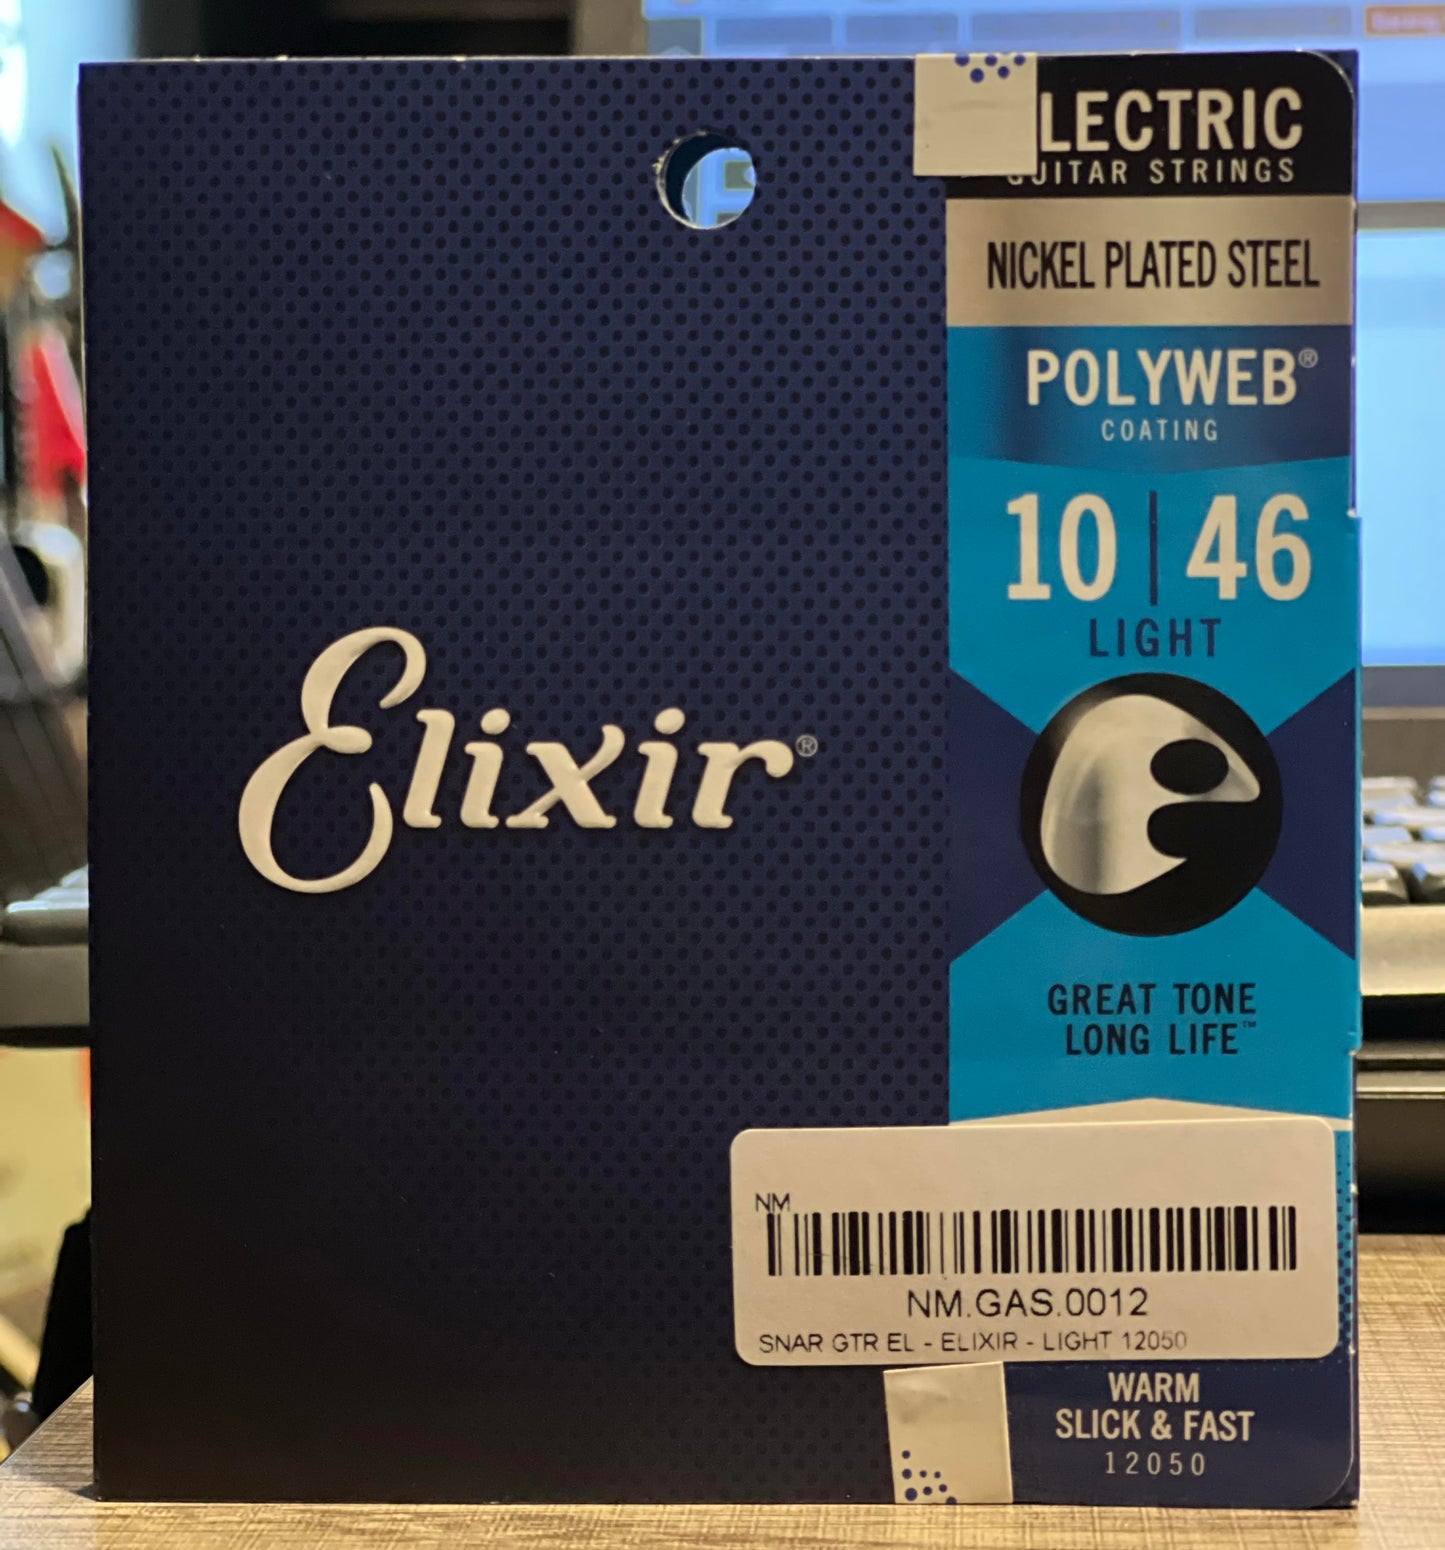 LECTRIC
GUITAR STRINGS
NICKEL PLATED STEEL
POLYWEB®
COATING
10 | 46
LIGHT
Elixir®
GREAT TONE
LONG LIFE™
NM
NM.GAS.0012
SNAR GTR EL - ELIXIR - LIGHT 12050
WARM
SLICK & FAST
12050